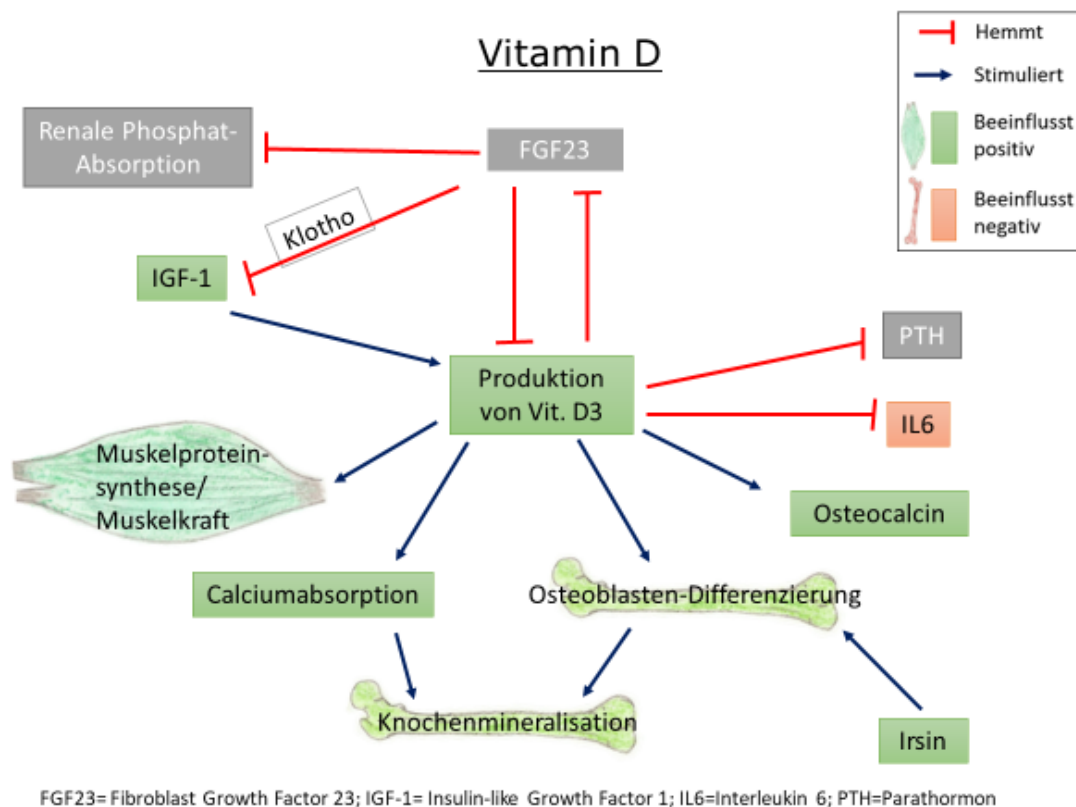 Vitamin D
Hemmt
Stimuliert
Beeinflusst
positiv
Beeinflusst
negativ
Renale Phosphat-
Absorption
FGF23
Klotho
IGF-1
PTH
Produktion
von Vit. D3
IL6
Muskelprotein-
synthese/
Muskelkraft
Osteocalcin
Calciumabsorption
Osteoblasten-Differenzierung
Knochenmineralisation
Irsin
FGF23= Fibroblast Growth Factor 23; IGF-1= Insulin-like Growth Factor 1; IL6=Interleukin 6; PTH=Parathormon